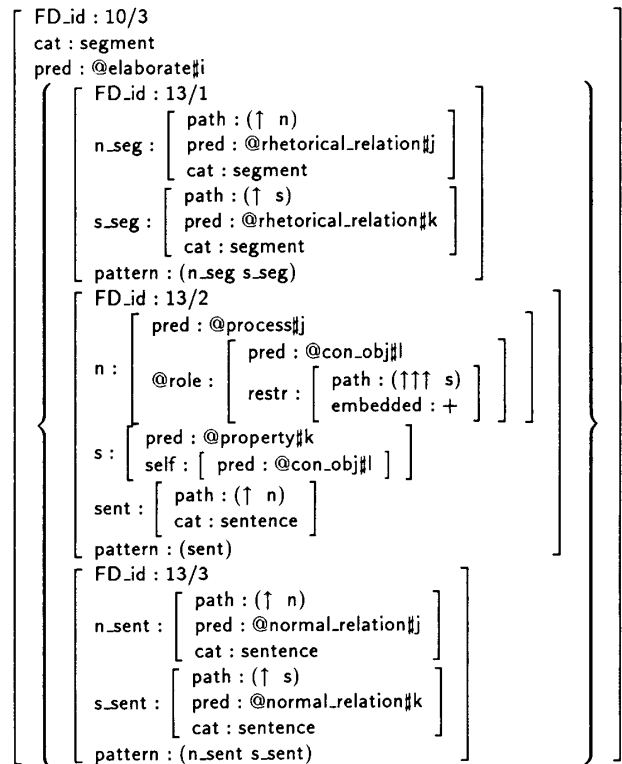 FD_id : 10/3
cat : segment
pred : @elaborate♯i
FD_id : 13/1
n_seg : path : (↑ n)
pred : @rhetorical_relation♯j
cat : segment
s_seg : path : (↑ s)
pred : @rhetorical_relation♯k
cat : segment
pattern : (n_seg s_seg)
FD_id : 13/2
n : pred : @process♯j
@role : pred : @con_obj♯l
restr : path : (↑↑↑ s)
embedded : +
s : pred : @property♯k
self : [ pred : @con_obj♯l ]
sent : path : (↑ n)
cat : sentence
pattern : (sent)
FD_id : 13/3
n_sent : path : (↑ n)
pred : @normal_relation♯j
cat : sentence
s_sent : path : (↑ s)
pred : @normal_relation♯k
cat : sentence
pattern : (n_sent s_sent)